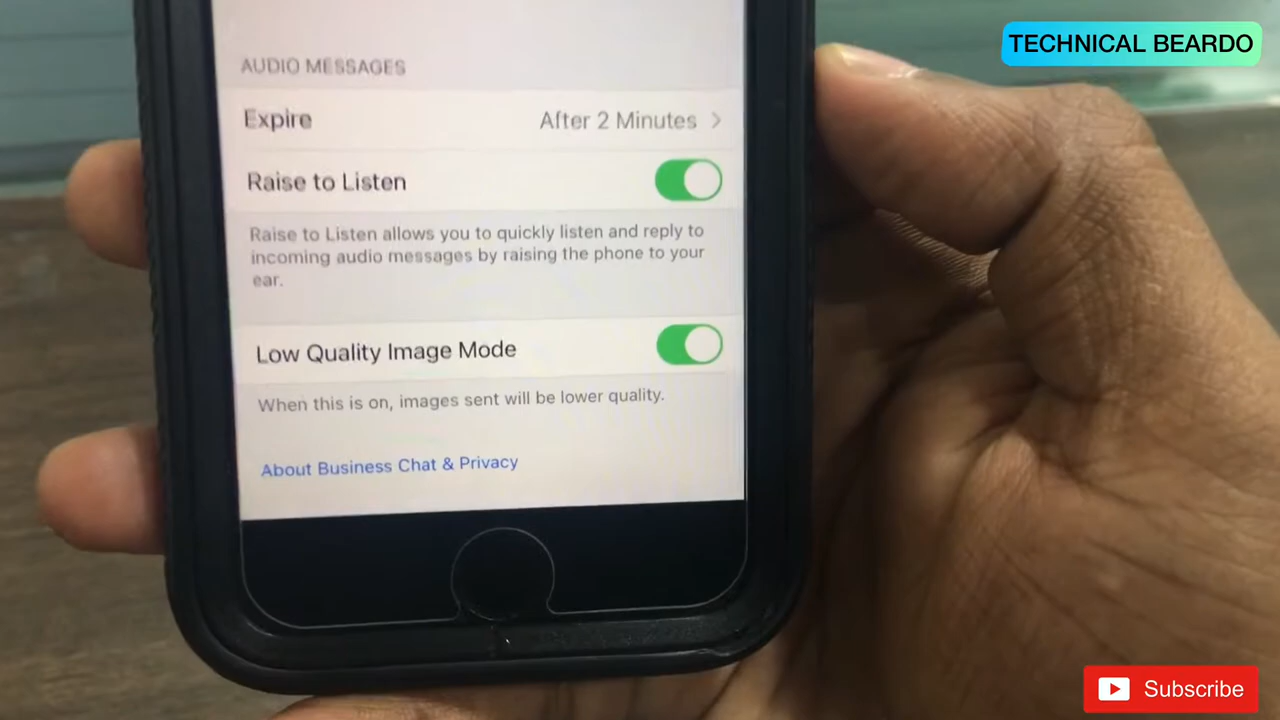 TECHNICAL BEARDO
AUDIO MESSAGES
Expire After 2 Minutes
Raise to Listen
Raise to Listen allows you to quickly listen and reply to
incoming audio messages by raising the phone to your
ear.
Low Quality Image Mode
When this is on, images sent will be lower quality.
About Business Chat & Privacy
Subscribe